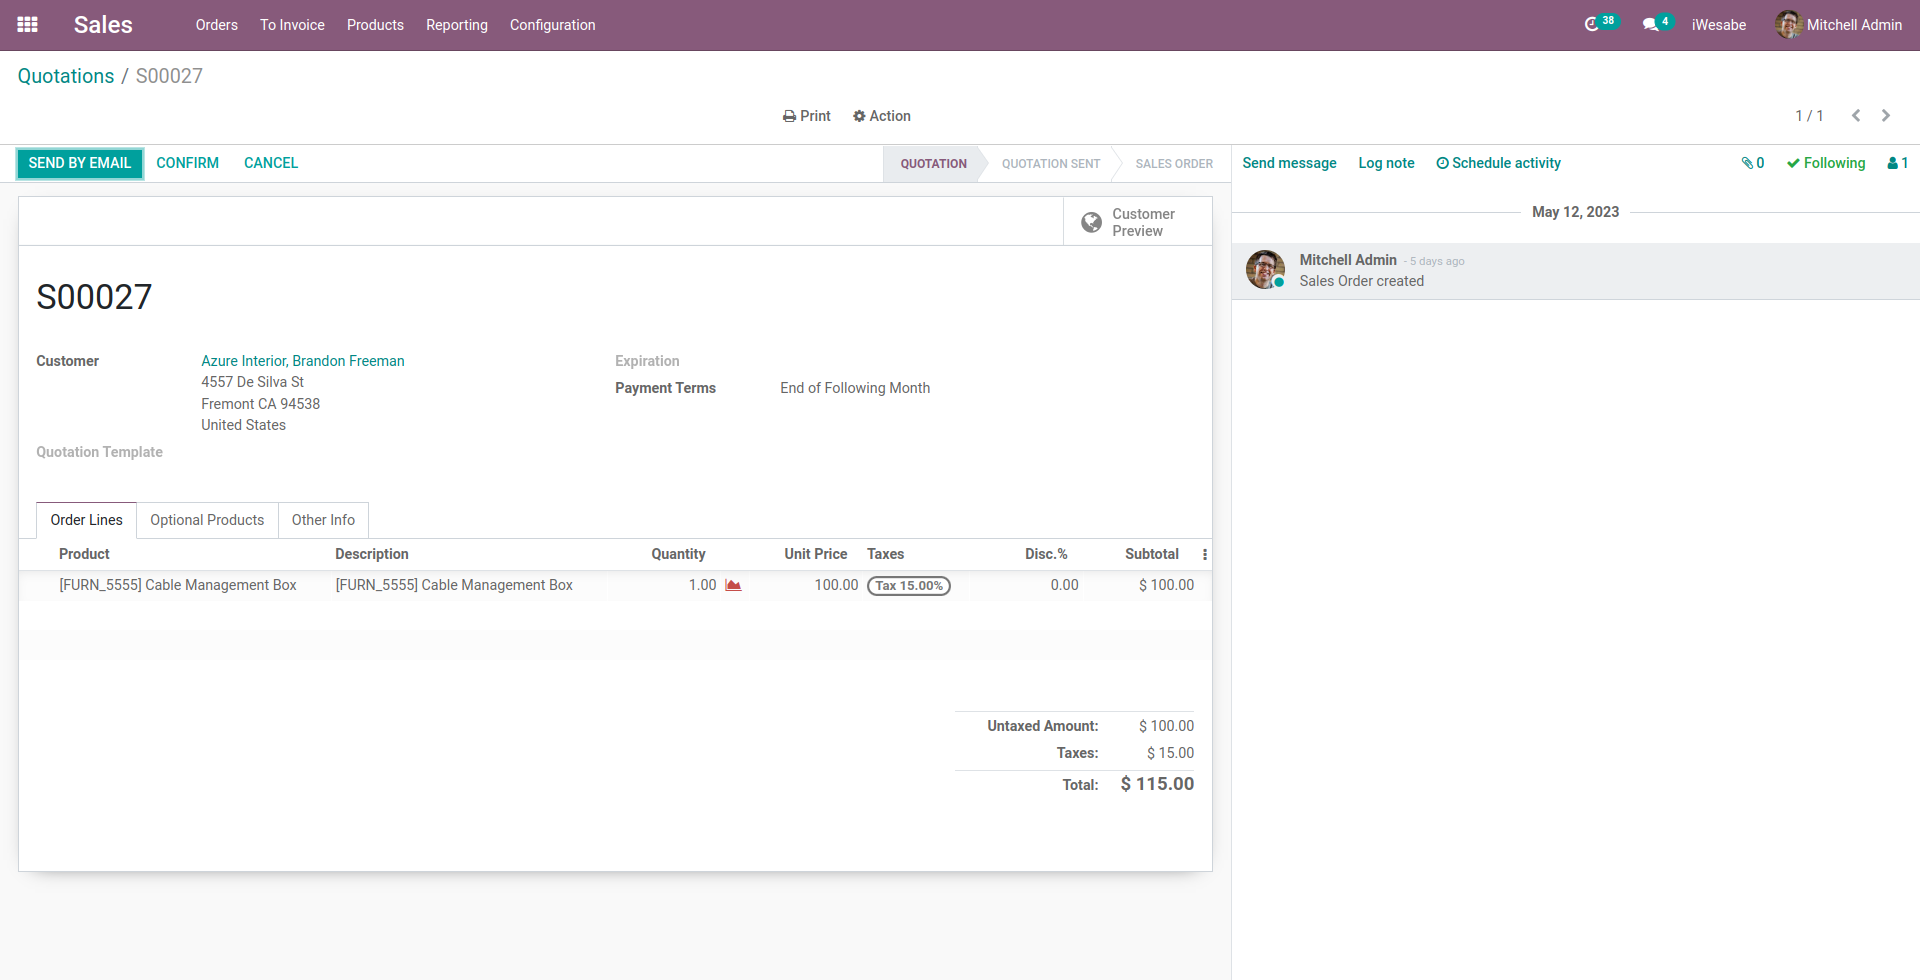 Sales Orders To Invoice Products Reporting Configuration 38 4 iWesabe Mitchell Admin
Quotations / S00027
Print Action 1 / 1
SEND BY EMAIL CONFIRM CANCEL QUOTATION QUOTATION SENT SALES ORDER
Send message Log note Schedule activity 0 Following 1
Customer
Preview
May 12, 2023
Mitchell Admin - 5 days ago
Sales Order created
S00027
Customer Azure Interior, Brandon Freeman
4557 De Silva St
Fremont CA 94538
United States
Expiration
Payment Terms End of Following Month
Quotation Template
Order Lines Optional Products Other Info
Product Description Quantity Unit Price Taxes Disc.% Subtotal
[FURN_5555] Cable Management Box [FURN_5555] Cable Management Box 1.00 100.00 Tax 15.00% 0.00 $ 100.00
Untaxed Amount: $ 100.00
Taxes: $ 15.00
Total: $ 115.00